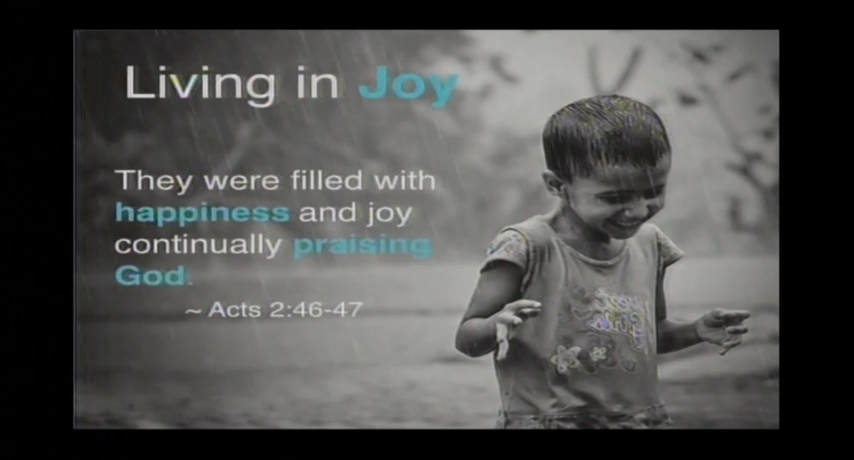 Living in Joy
They were filled with
happiness and joy
continually praising
God.
~ Acts 2:46-47